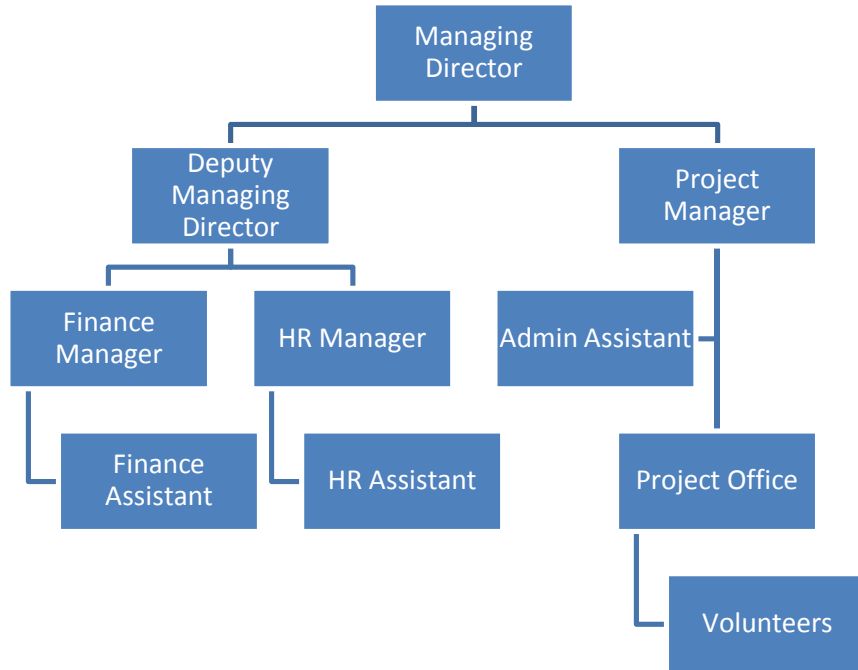 Managing
Director
Deputy
Managing
Director
Project
Manager
Finance
Manager
HR Manager
Admin Assistant
Finance
Assistant
HR Assistant
Project Office
Volunteers